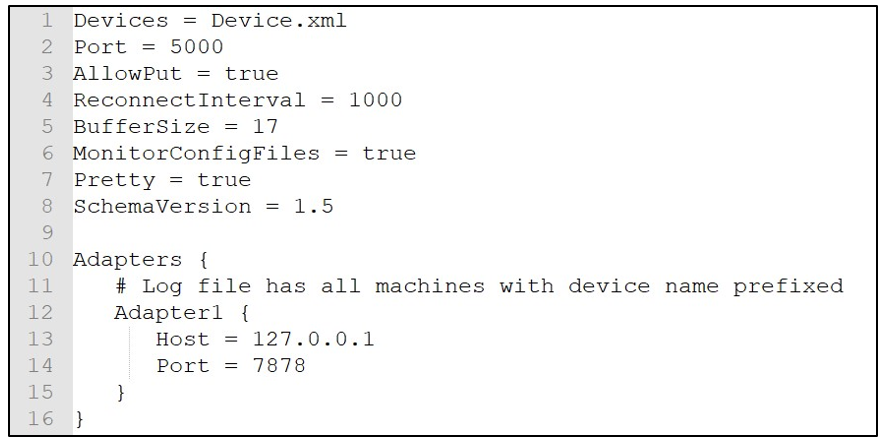 1 Devices = Device.xml
2 Port = 5000
3 AllowPut = true
4 ReconnectInterval = 1000
5 BufferSize = 17
6 MonitorConfigFiles = true
7 Pretty = true
8 SchemaVersion = 1.5
9
10 Adapters {
11 # Log file has all machines with device name prefixed
12 Adapter1 {
13 Host = 127.0.0.1
14 Port = 7878
15 }
16 }